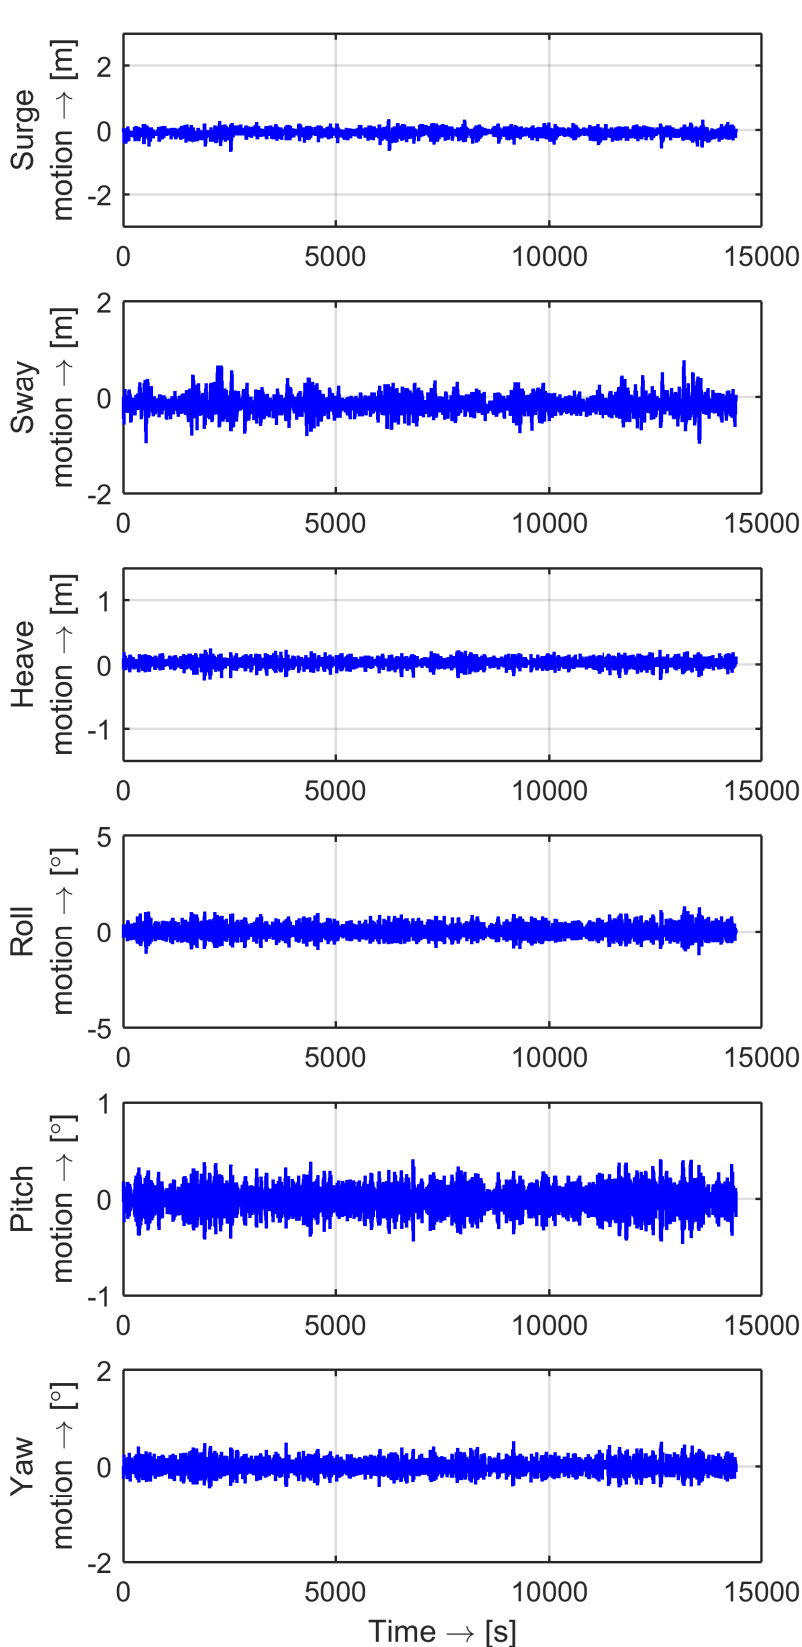 Surge
motion → [m]
2
0
-2
0 5000 10000 15000
Sway
motion → [m]
2
0
-2
0 5000 10000 15000
Heave
motion → [m]
1
0
-1
0 5000 10000 15000
Roll
motion → [°]
5
0
-5
0 5000 10000 15000
Pitch
motion → [°]
1
0
-1
0 5000 10000 15000
Yaw
motion → [°]
2
0
-2
0 5000 10000 15000
Time → [s]